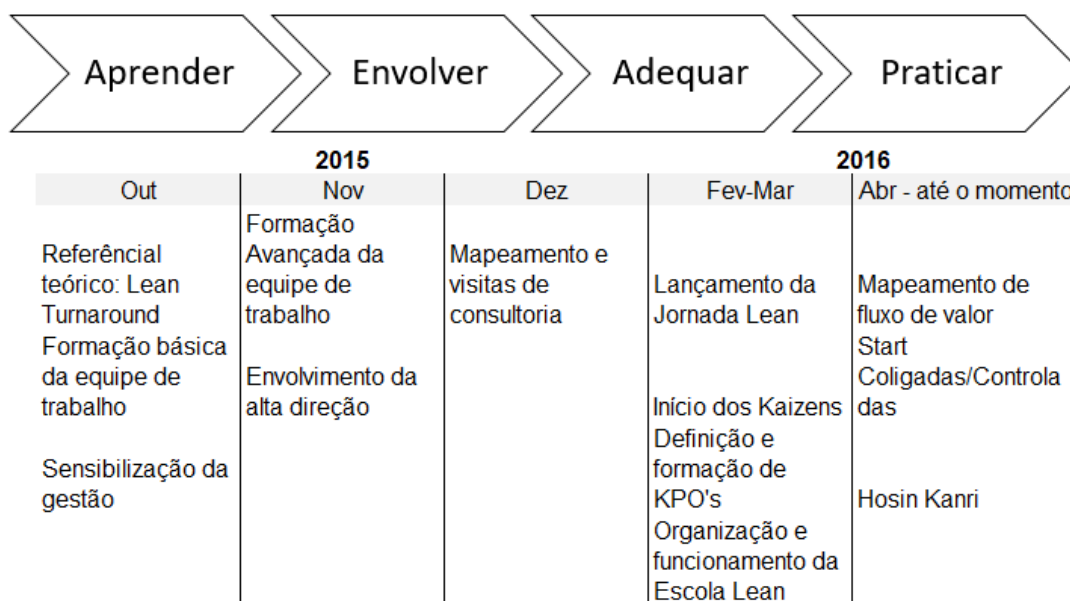 Aprender
Envolver
Adequar
Praticar
2015
2016
Out
Nov
Dez
Fev-Mar
Abr - até o momento
Referêncial
teórico: Lean
Turnaround
Formação
Avançada da
equipe de
trabalho
Mapeamento e
visitas de
consultoria
Lançamento da
Jornada Lean
Mapeamento de
fluxo de valor
Formação básica
da equipe de
trabalho
Envolvimento da
alta direção
Início dos Kaizens
Start
Coligadas/Controla
das
Sensibilização da
gestão
Definição e
formação de
KPO's
Hosin Kanri
Organização e
funcionamento da
Escola Lean